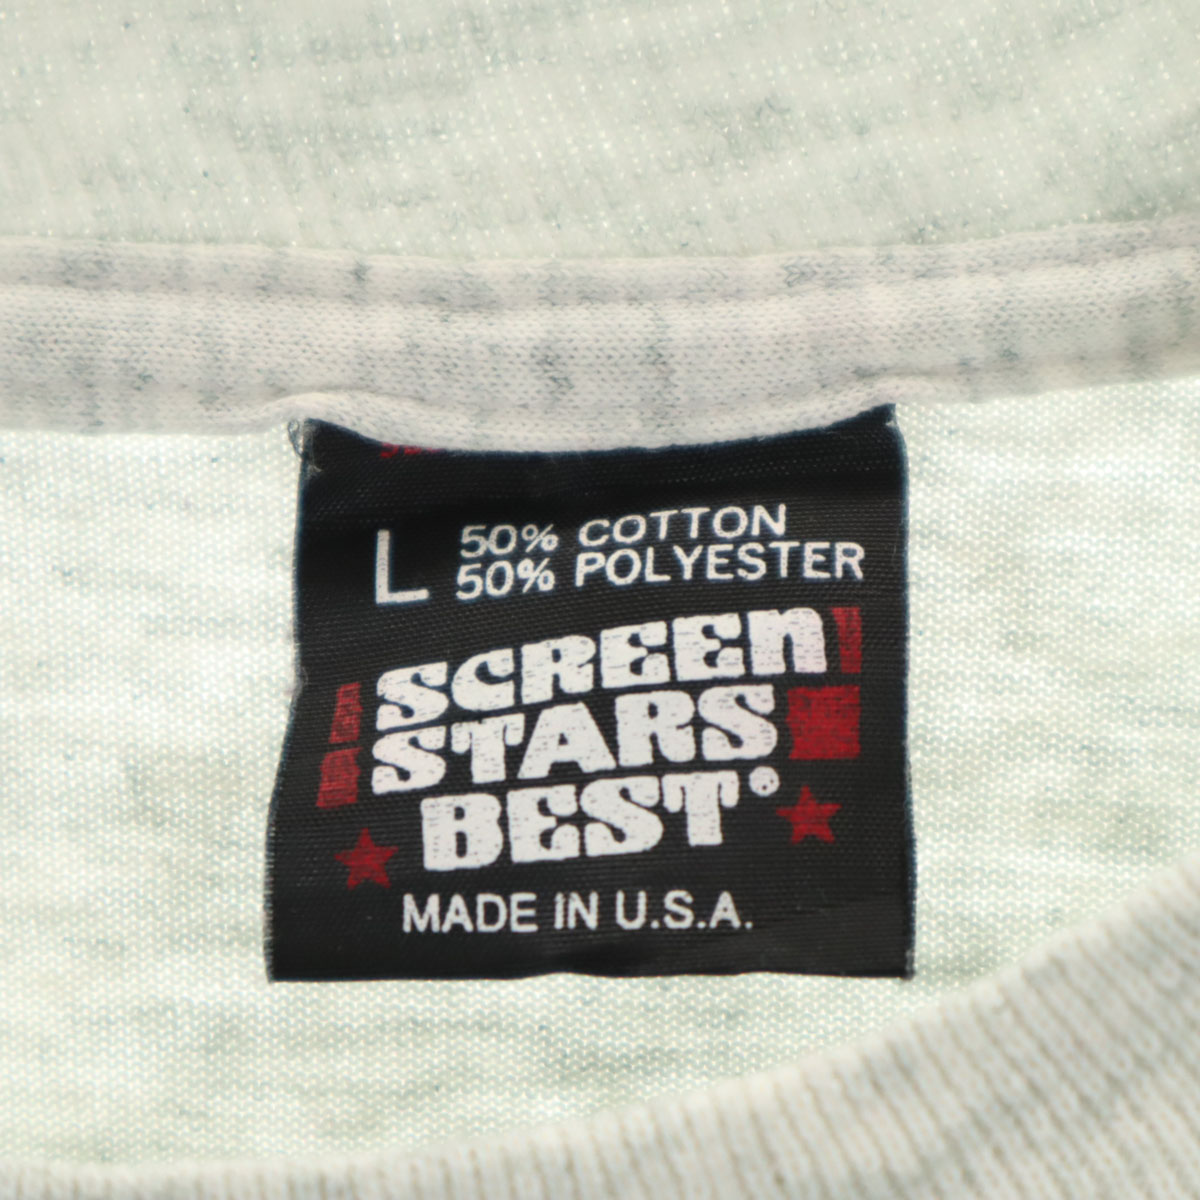 L 50% COTTON
50% POLYESTER
SCREEN
STARS
BEST®
MADE IN U.S.A.